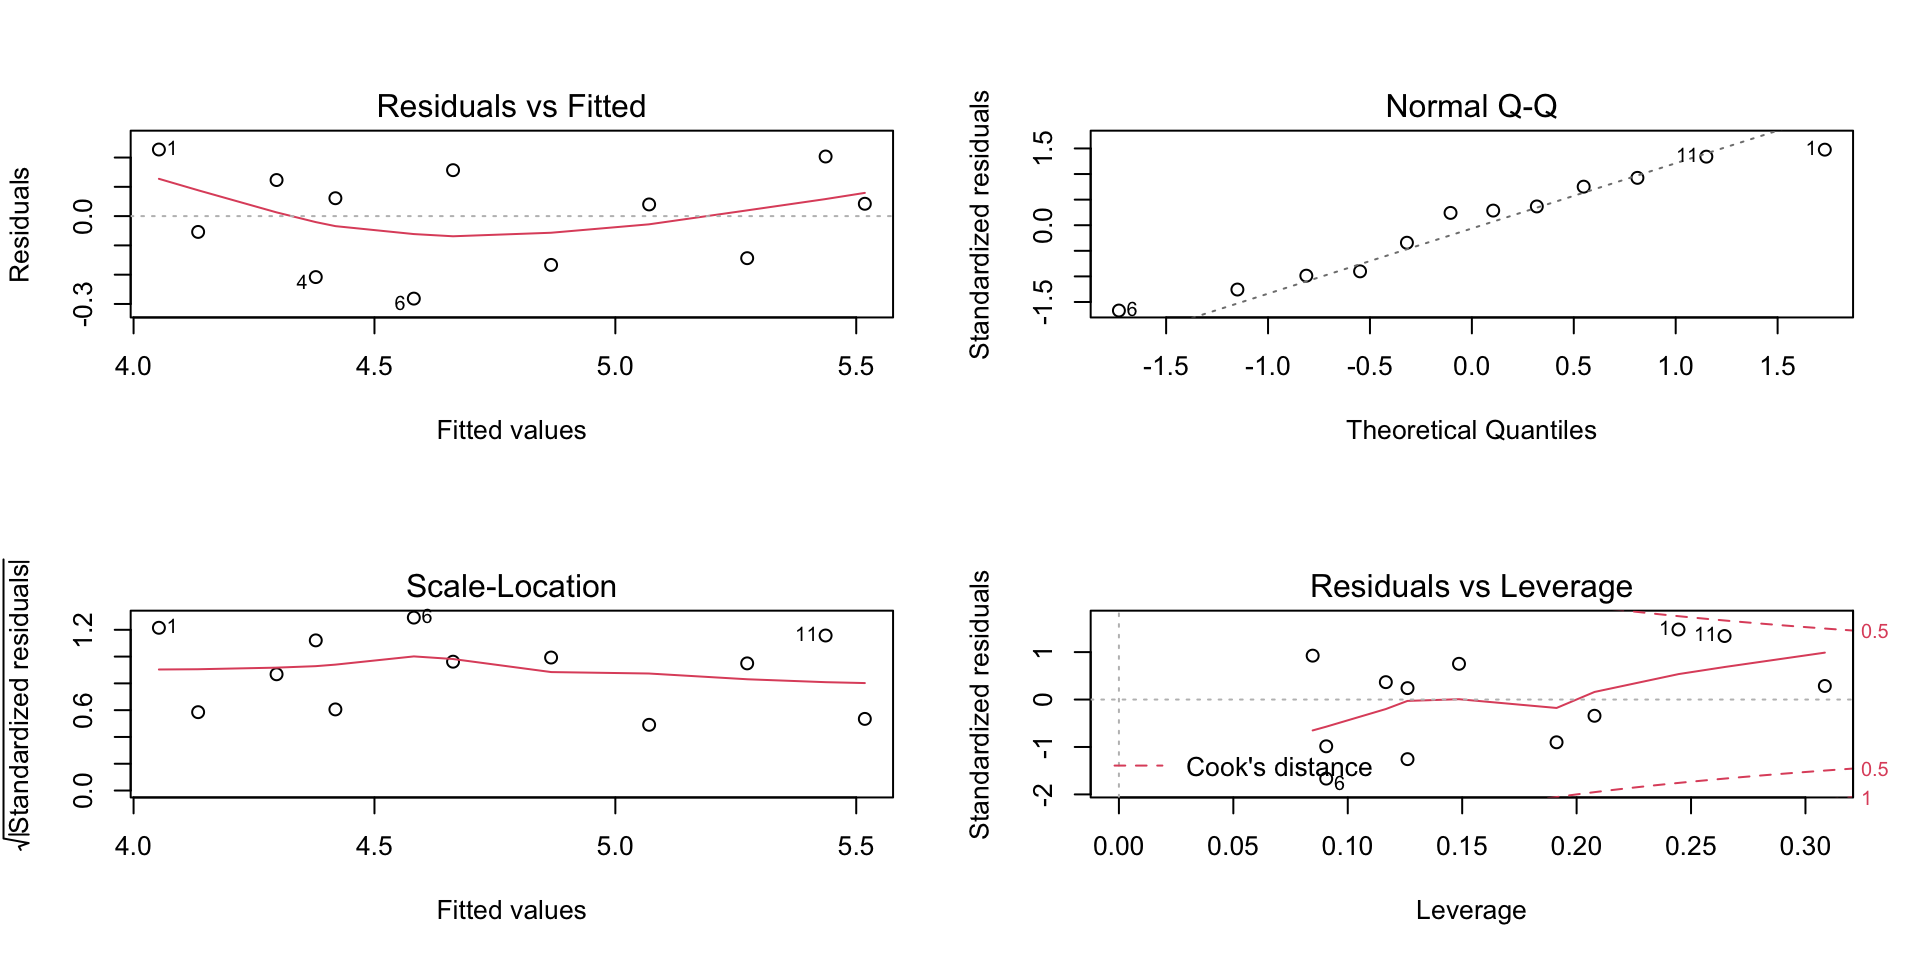 Residuals vs Fitted
Residuals
0.0
-0.3
1
4
6
4.0 4.5 5.0 5.5
Fitted values
Normal Q-Q
Standardized residuals
1.5
0.0
-1.5
6
11
1
-1.5 -1.0 -0.5 0.0 0.5 1.0 1.5
Theoretical Quantiles
Scale-Location
√|Standardized residuals|
1.2
0.6
0.0
1
6
11
4.0 4.5 5.0 5.5
Fitted values
Residuals vs Leverage
Standardized residuals
1
0
-1
-2
1
11
6
Cook's distance
0.5
0.5
1
0.00 0.05 0.10 0.15 0.20 0.25 0.30
Leverage